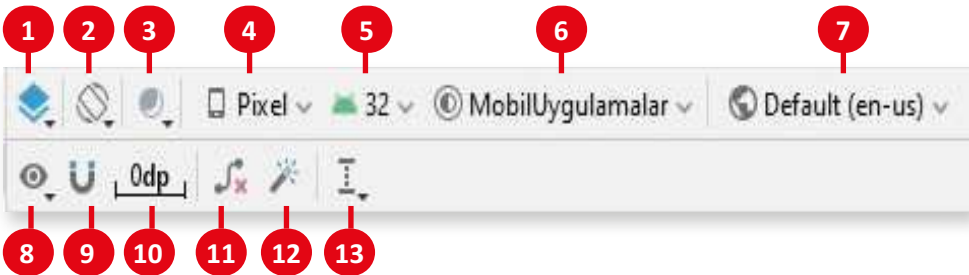 1 2 3 4 5 6 7
Pixel 32 MobilUygulamalar Default (en-us)
0dp
8 9 10 11 12 13